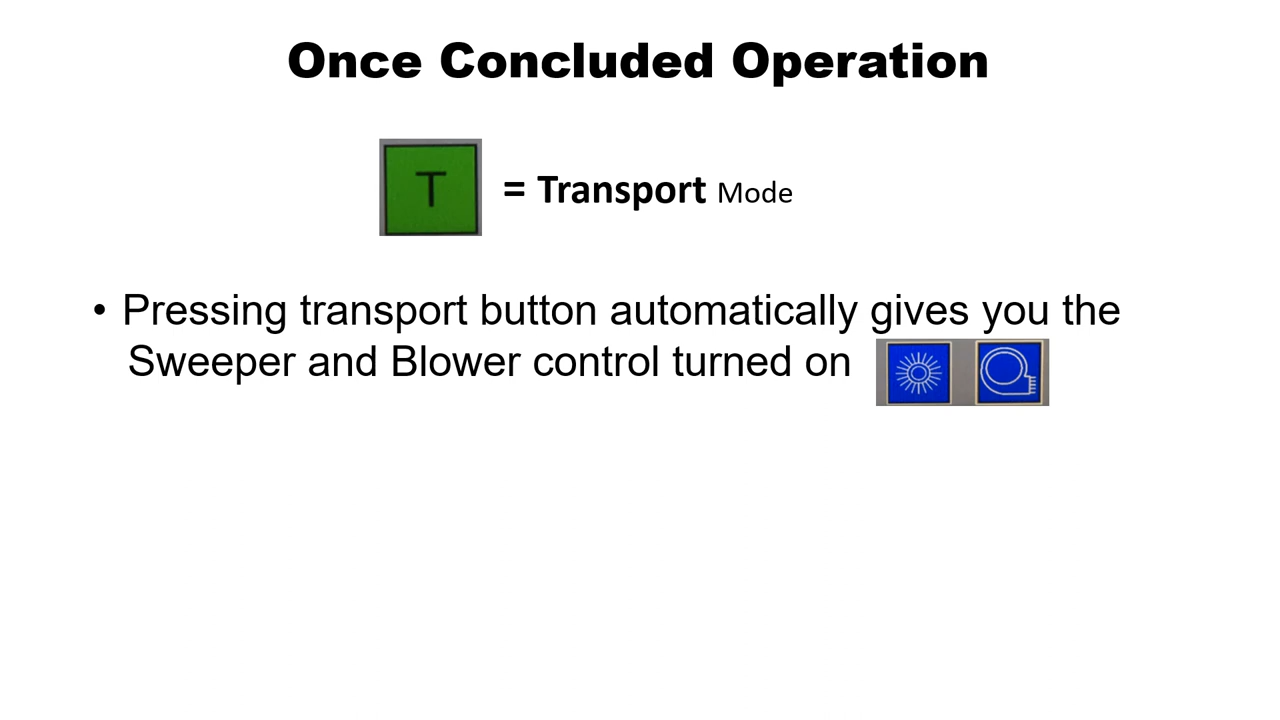 Once Concluded Operation
T = Transport Mode
• Pressing transport button automatically gives you the
Sweeper and Blower control turned on